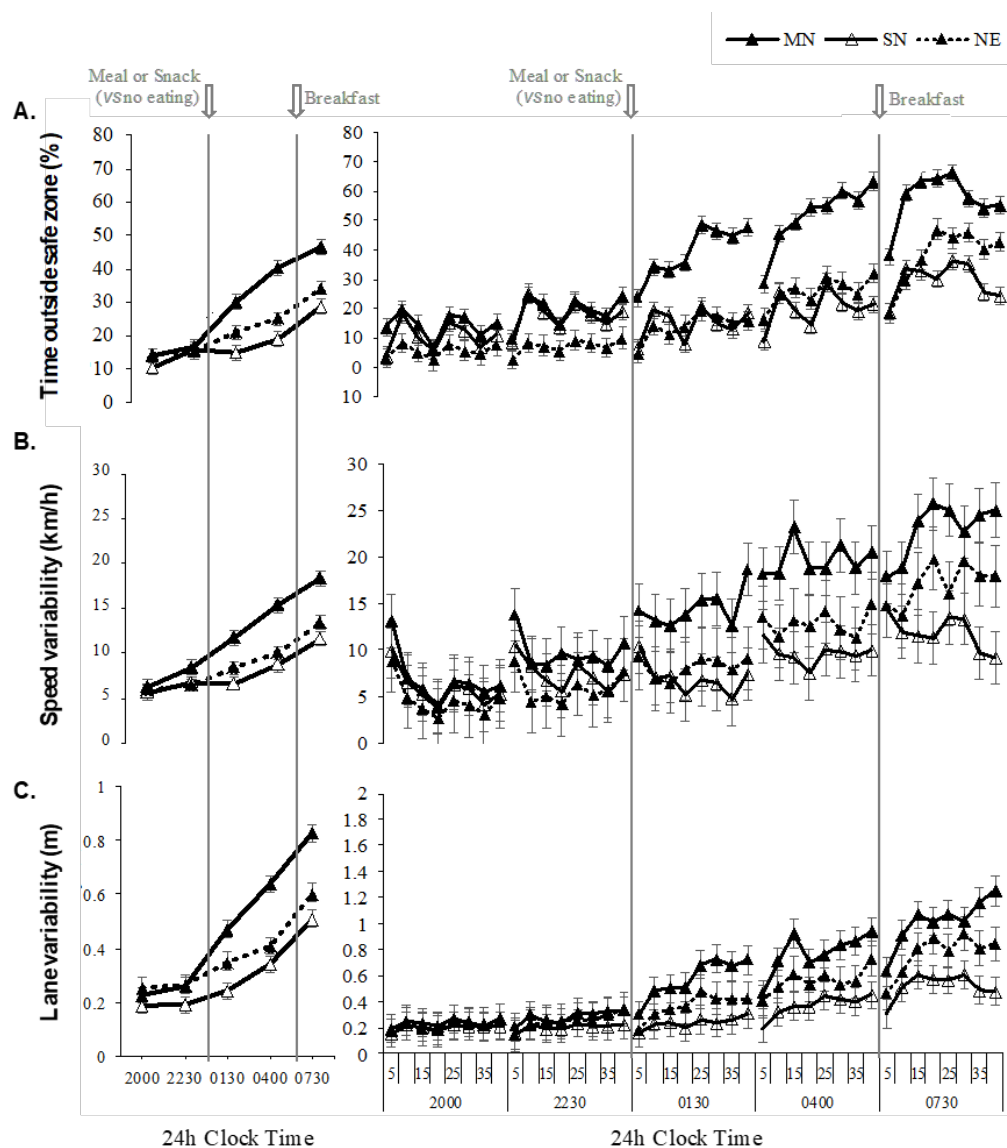 MN SN NE
Meal or Snack
(VS no eating)
Breakfast
Meal or Snack
(VS no eating)
Breakfast
A.
Time outsidesafe zone (%)
80
70
60
50
40
30
20
10
0
80
70
60
50
40
30
20
10
0
10
B.
Speed variability (km/h)
30
25
20
15
10
5
0
30
25
20
15
10
5
0
C.
Lanevariability (m)
1
0.8
0.6
0.4
0.2
0
2
1.8
1.6
1.4
1.2
1
0.8
0.6
0.4
0.2
0
2000 2230 0130 0400 0730
5 15 25 35 5 15 25 35 5 15 25 35 5 15 25 35 5 15 25 35
2000 2230 0130 0400 0730
24h Clock Time
24h Clock Time